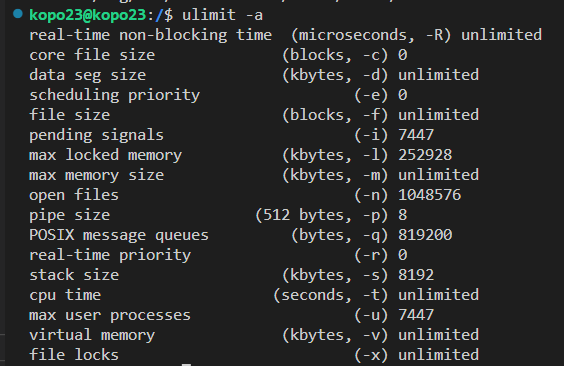 kopo23@kopo23:/$ ulimit -a
real-time non-blocking time  (microseconds, -R) unlimited
core file size              (blocks, -c) 0
data seg size               (kbytes, -d) unlimited
scheduling priority                 (-e) 0
file size                   (blocks, -f) unlimited
pending signals                     (-i) 7447
max locked memory           (kbytes, -l) 252928
max memory size             (kbytes, -m) unlimited
open files                          (-n) 1048576
pipe size                (512 bytes, -p) 8
POSIX message queues         (bytes, -q) 819200
real-time priority                  (-r) 0
stack size                  (kbytes, -s) 8192
cpu time                   (seconds, -t) unlimited
max user processes                  (-u) 7447
virtual memory              (kbytes, -v) unlimited
file locks                          (-x) unlimited